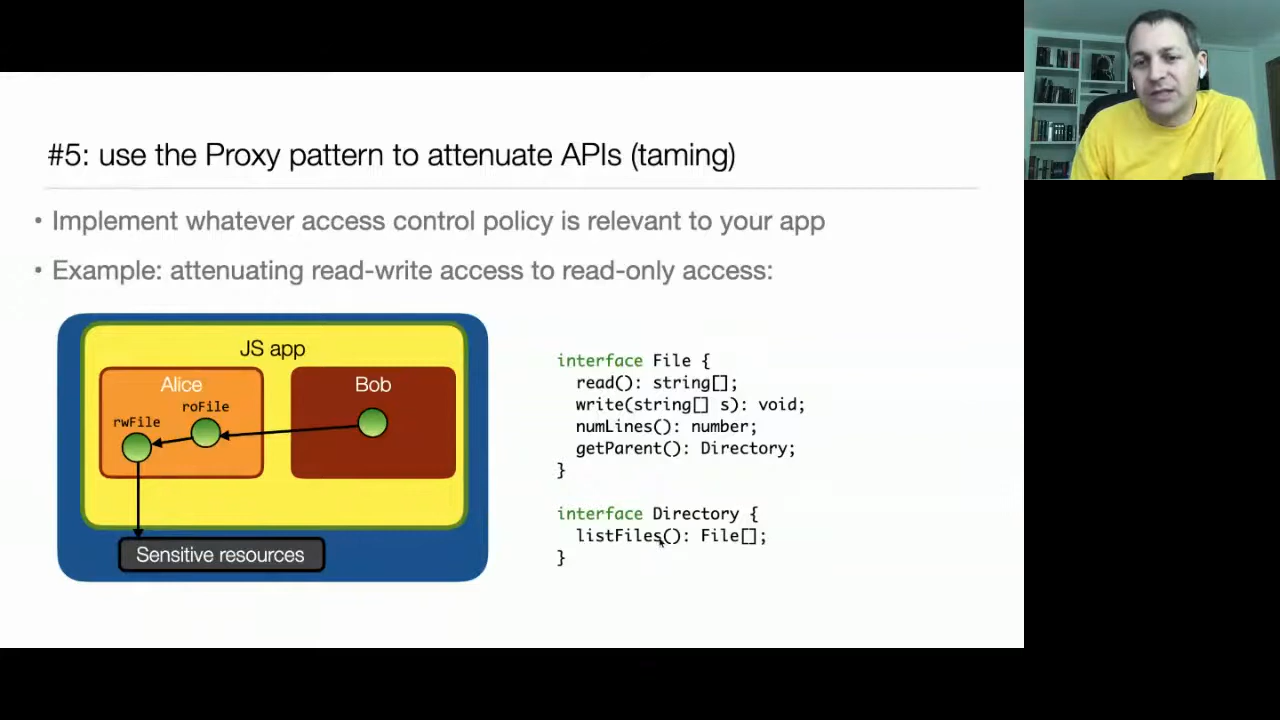 #5: use the Proxy pattern to attenuate APIs (taming)
• Implement whatever access control policy is relevant to your app
• Example: attenuating read-write access to read-only access:
JS app
Alice
Bob
roFile
rwFile
Sensitive resources
interface File {
read(): string[];
write(string[] s): void;
numLines(): number;
getParent(): Directory;
}
interface Directory {
listFiles(): File[];
}